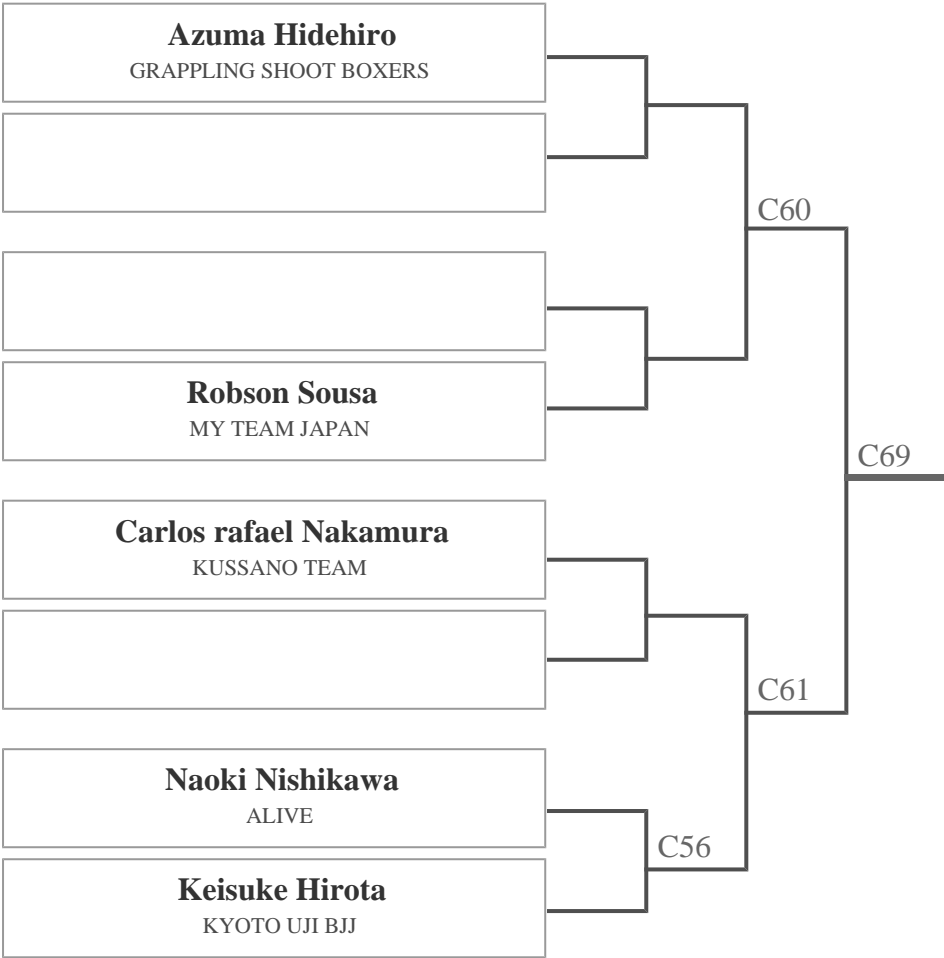 Azuma Hidehiro
GRAPPLING SHOOT BOXERS
C60
Robson Sousa
MY TEAM JAPAN
C69
Carlos rafael Nakamura
KUSSANO TEAM
C61
Naoki Nishikawa
ALIVE
C56
Keisuke Hirota
KYOTO UJI BJJ